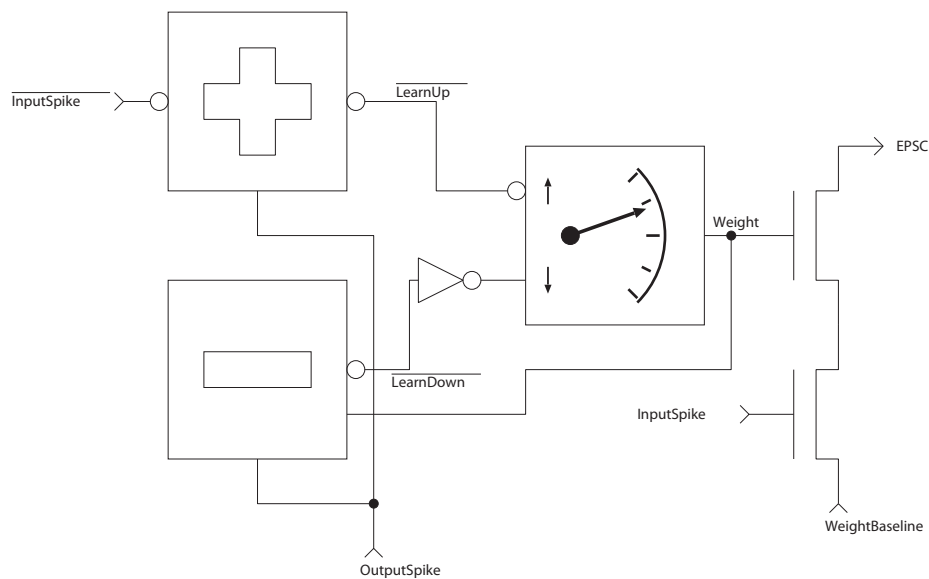 InputSpike
LearnUp
EPSC
Weight
LearnDown
InputSpike
WeightBaseline
OutputSpike